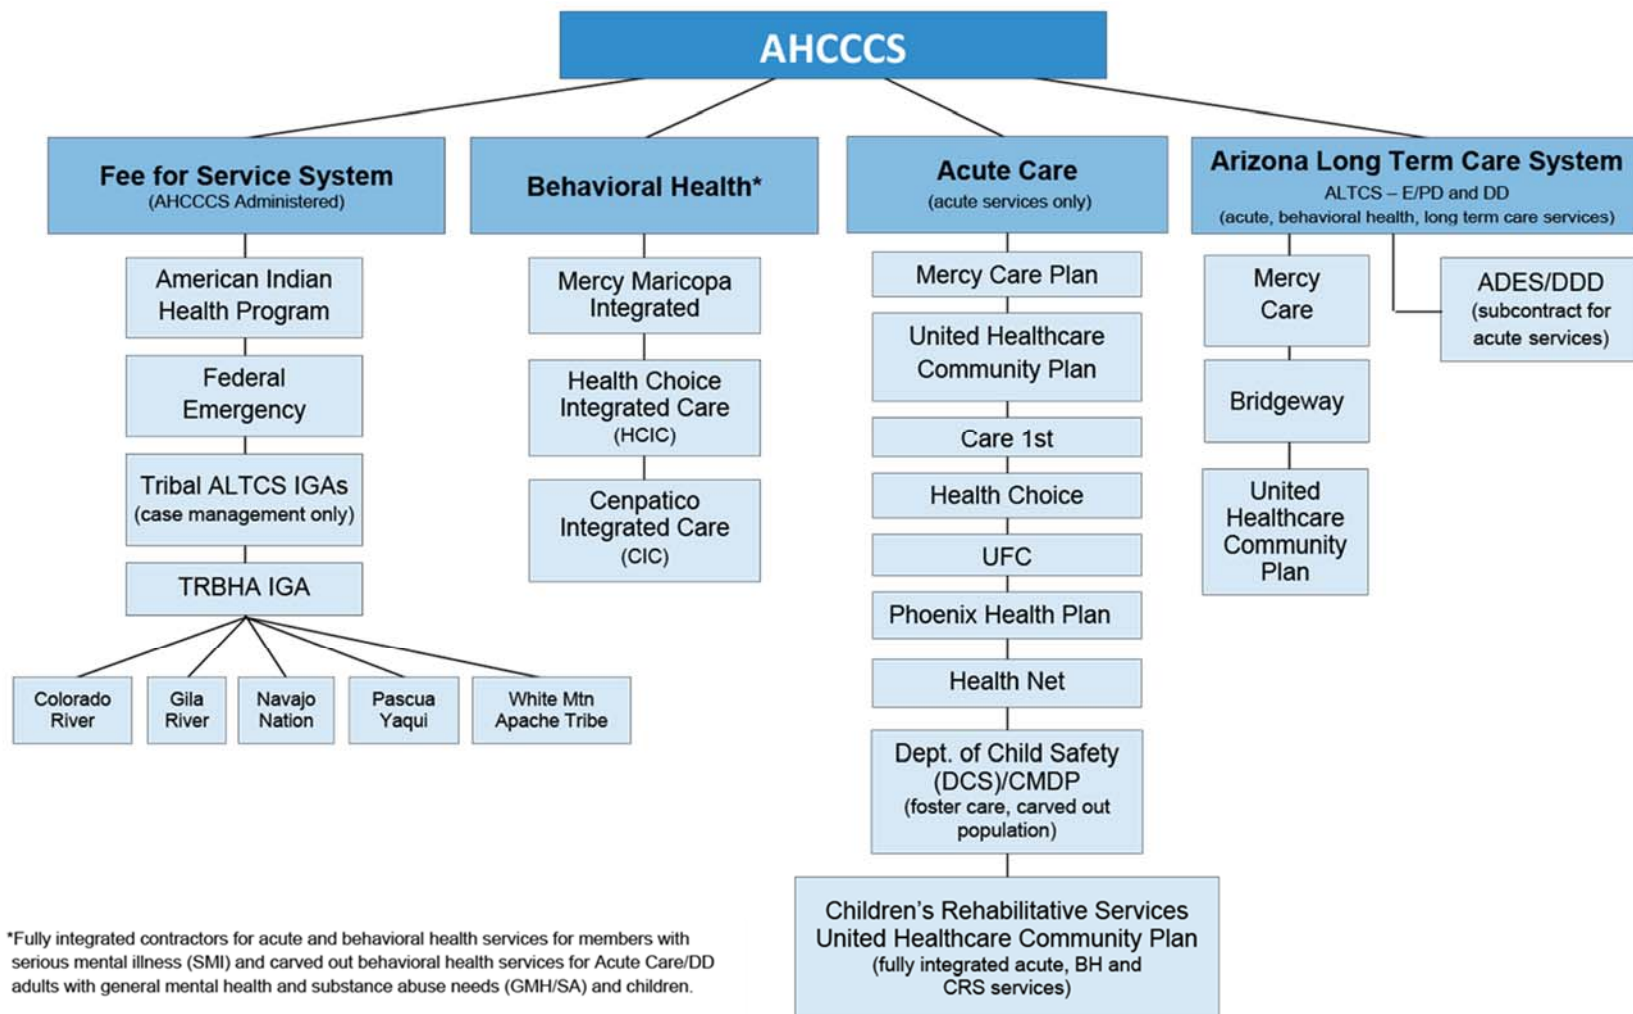 AHCCCS
Fee for Service System
(AHCCCS Administered)
American Indian
Health Program
Federal
Emergency
Tribal ALTCS IGAs
(case management only)
TRBHA IGA
Colorado
River
Gila
River
Navajo
Nation
Pascua
Yaqui
White Mtn
Apache Tribe
Behavioral Health*
Mercy Maricopa
Integrated
Health Choice
Integrated Care
(HCIC)
Cenpatico
Integrated Care
(CIC)
Acute Care
(acute services only)
Mercy Care Plan
United Healthcare
Community Plan
Care 1st
Health Choice
UFC
Phoenix Health Plan
Health Net
Dept. of Child Safety
(DCS)/CMDP
(foster care, carved out
population)
Children's Rehabilitative Services
United Healthcare Community Plan
(fully integrated acute, BH and
CRS services)
Arizona Long Term Care System
ALTCS – E/PD and DD
(acute, behavioral health, long term care services)
Mercy
Care
Bridgeway
United
Healthcare
Community
Plan
ADES/DDD
(subcontract for
acute services)
*Fully integrated contractors for acute and behavioral health services for members with
serious mental illness (SMI) and carved out behavioral health services for Acute Care/DD
adults with general mental health and substance abuse needs (GMH/SA) and children.